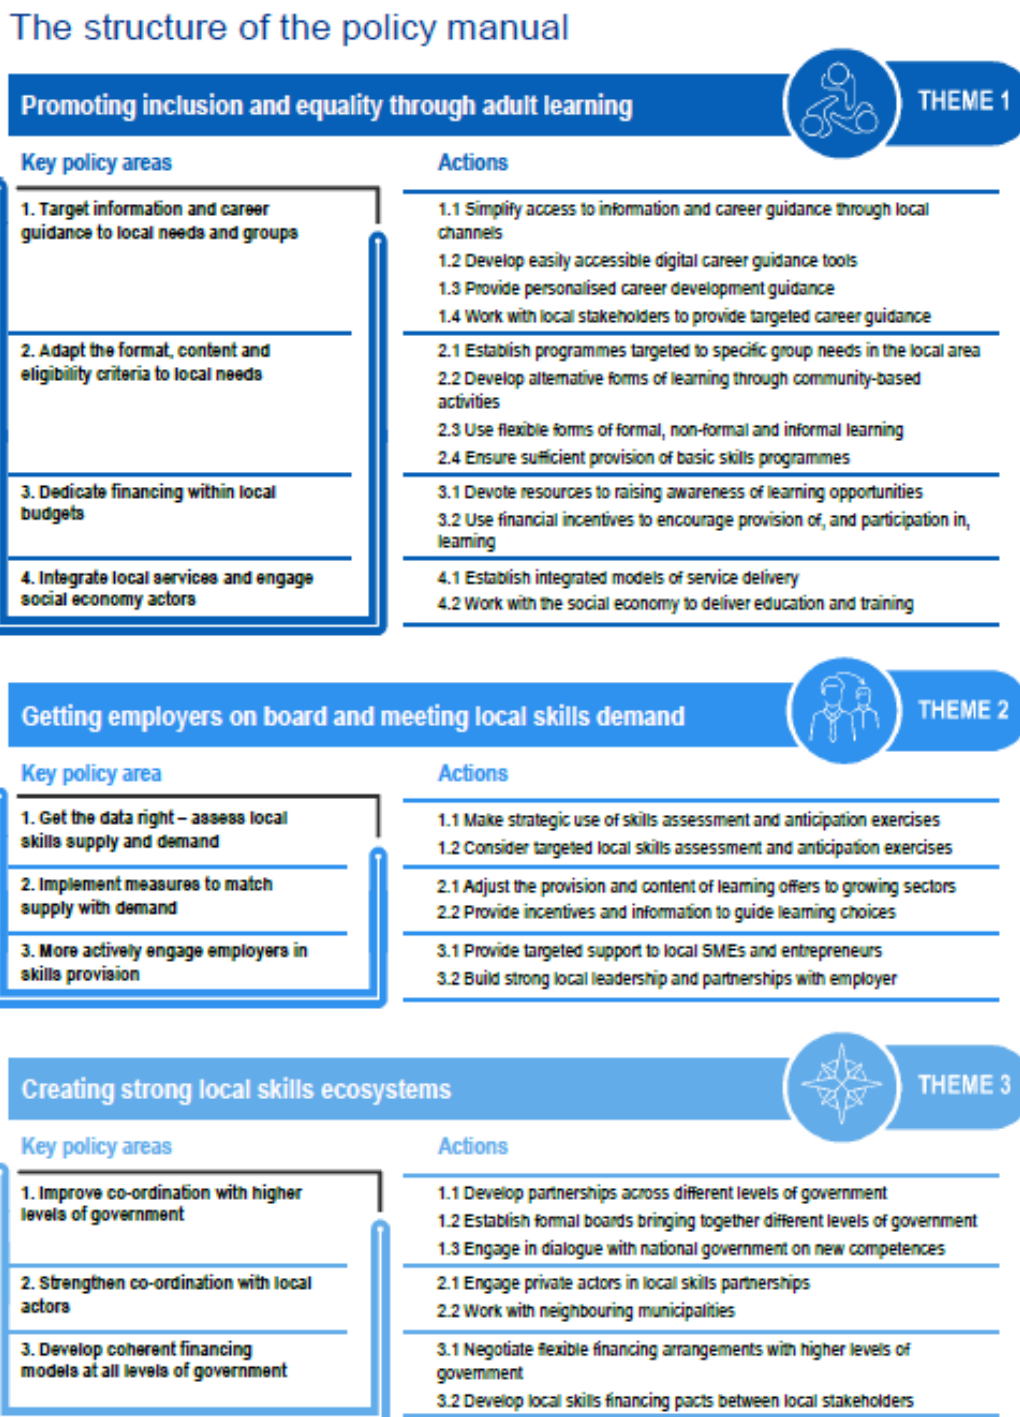 The structure of the policy manual
Promoting inclusion and equality through adult learning
THEME 1
Key policy areas
Actions
1. Target information and career
guidance to local needs and groups
1.1 Simplify access to information and career guidance through local
channels
1.2 Develop easily accessible digital career guidance tools
1.3 Provide personalised career development guidance
1.4 Work with local stakeholders to provide targeted career guidance
2. Adapt the format, content and
eligibility criteria to local needs
2.1 Establish programmes targeted to specific group needs in the local area
2.2 Develop alternative forms of learning through community-based
activities
2.3 Use flexible forms of formal, non-formal and informal learning
2.4 Ensure sufficient provision of basic skills programmes
3. Dedicate financing within local
budgets
3.1 Devote resources to raising awareness of learning opportunities
3.2 Use financial incentives to encourage provision of, and participation in,
learning
4. Integrate local services and engage
social economy actors
4.1 Establish integrated models of service delivery
4.2 Work with the social economy to deliver education and training
Getting employers on board and meeting local skills demand
THEME 2
Key policy area
Actions
1. Get the data right – assess local
skills supply and demand
1.1 Make strategic use of skills assessment and anticipation exercises
1.2 Consider targeted local skills assessment and anticipation exercises
2. Implement measures to match
supply with demand
2.1 Adjust the provision and content of learning offers to growing sectors
2.2 Provide incentives and information to guide learning choices
3. More actively engage employers in
skills provision
3.1 Provide targeted support to local SMEs and entrepreneurs
3.2 Build strong local leadership and partnerships with employer
Creating strong local skills ecosystems
THEME 3
Key policy areas
Actions
1. Improve co-ordination with higher
levels of government
1.1 Develop partnerships across different levels of government
1.2 Establish formal boards bringing together different levels of government
1.3 Engage in dialogue with national government on new competences
2. Strengthen co-ordination with local
actors
2.1 Engage private actors in local skills partnerships
2.2 Work with neighbouring municipalities
3. Develop coherent financing
models at all levels of government
3.1 Negotiate flexible financing arrangements with higher levels of
government
3.2 Develop local skills financing pacts between local stakeholders